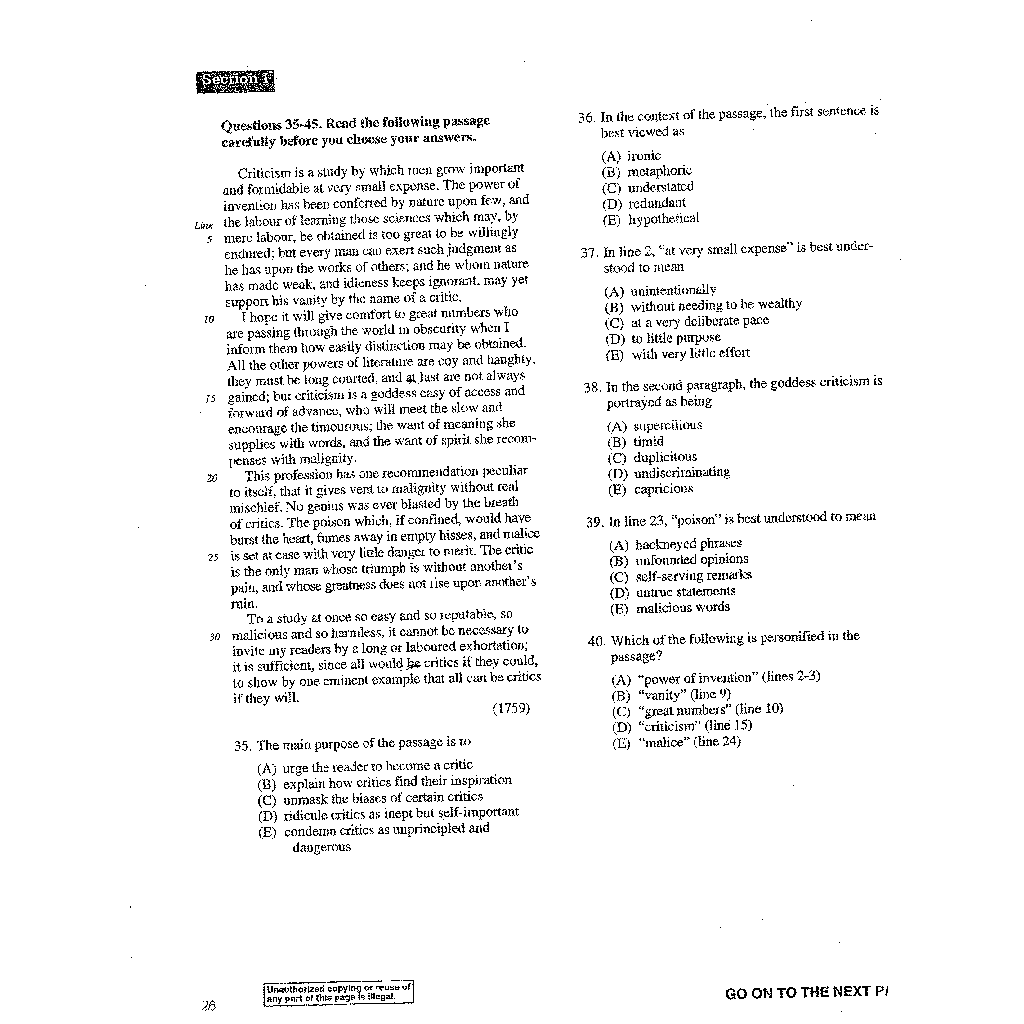 Section I
Questions 35-45. Read the following passage
carefully before you choose your answers.
Criticism is a study by which men grow important
and formidable at very small expense. The power of
invention has been conferred by nature upon few, and
Line the labour of learning those sciences which may, by
5 mere labour, be obtained is too great to be willingly
endured; but every man can exert such judgment as
he has upon the works of others; and he whom nature
has made weak, and idleness keeps ignorant, may yet
support his vanity by the name of a critic.
10 I hope it will give comfort to great numbers who
are passing through the world in obscurity when I
inform them how easily distinction may be obtained.
All the other powers of literature are coy and haughty,
they must be long courted, and at last are not always
15 gained; but criticism is a goddess easy of access and
forward of advance, who will meet the slow and
encourage the timourous; the want of meaning she
supplies with words, and the want of spirit she recom-
penses with malignity.
20 This profession has one recommendation peculiar
to itself, that it gives vent to malignity without real
mischief. No genius was ever blasted by the breath
of critics. The poison which, if confined, would have
burst the heart, fumes away in empty hisses, and malice
25 is set at ease with very little danger to merit. The critic
is the only man whose triumph is without another's
pain, and whose greatness does not rise upon another's
ruin.
To a study at once so easy and so reputable, so
30 malicious and so harmless, it cannot be necessary to
invite my readers by a long or laboured exhortation;
it is sufficient, since all would be critics if they could,
to show by one eminent example that all can be critics
if they will.
(1759)
35. The main purpose of the passage is to
(A) urge the reader to become a critic
(B) explain how critics find their inspiration
(C) unmask the biases of certain critics
(D) ridicule critics as inept but self-important
(E) condemn critics as unprincipled and
dangerous
36. In the context of the passage, the first sentence is
best viewed as
(A) ironic
(B) metaphoric
(C) understated
(D) redundant
(E) hypothetical
37. In line 2, "at very small expense" is best under-
stood to mean
(A) unintentionally
(B) without needing to be wealthy
(C) at a very deliberate pace
(D) to little purpose
(E) with very little effort
38. In the second paragraph, the goddess criticism is
portrayed as being
(A) supercilious
(B) timid
(C) duplicitous
(D) undiscriminating
(E) capricious
39. In line 23, "poison" is best understood to mean
(A) hackneyed phrases
(B) unfounded opinions
(C) self-serving remarks
(D) untrue statements
(E) malicious words
40. Which of the following is personified in the
passage?
(A) "power of invention" (lines 2-3)
(B) "vanity" (line 9)
(C) "great numbers" (line 10)
(D) "criticism" (line 15)
(E) "malice" (line 24)
Unauthorized copying or reuse of
any part of this page is illegal.
26
GO ON TO THE NEXT P